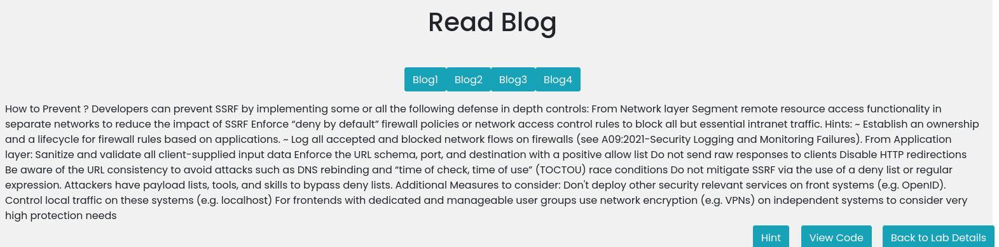 Read Blog
Blog1 Blog2 Blog3 Blog4
How to Prevent ? Developers can prevent SSRF by implementing some or all the following defense in depth controls: From Network layer Segment remote resource access functionality in
separate networks to reduce the impact of SSRF Enforce “deny by default” firewall policies or network access control rules to block all but essential intranet traffic. Hints: ~ Establish an ownership
and a lifecycle for firewall rules based on applications. ~ Log all accepted and blocked network flows on firewalls (see A09:2021-Security Logging and Monitoring Failures). From Application
layer: Sanitize and validate all client-supplied input data Enforce the URL schema, port, and destination with a positive allow list Do not send raw responses to clients Disable HTTP redirections
Be aware of the URL consistency to avoid attacks such as DNS rebinding and “time of check, time of use” (TOCTOU) race conditions Do not mitigate SSRF via the use of a deny list or regular
expression. Attackers have payload lists, tools, and skills to bypass deny lists. Additional Measures to consider: Don't deploy other security relevant services on front systems (e.g. OpenID).
Control local traffic on these systems (e.g. localhost) For frontends with dedicated and manageable user groups use network encryption (e.g. VPNs) on independent systems to consider very
high protection needs
Hint View Code Back to Lab Details